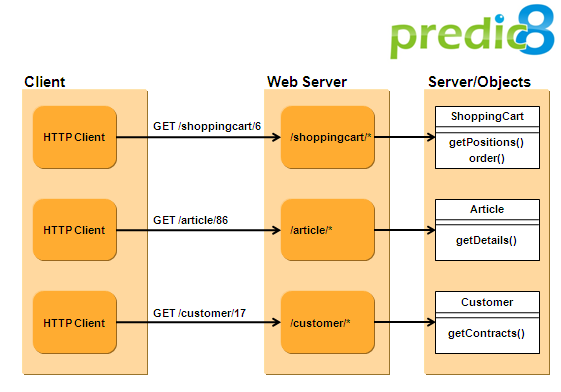 predic8
Client
Web Server
Server/Objects
HTTP Client
GET /shoppingcart/6
/shoppingcart/*
ShoppingCart
getPositions()
order()
HTTP Client
GET /article/86
/article/*
Article
getDetails()
HTTP Client
GET /customer/17
/customer/*
Customer
getContracts()